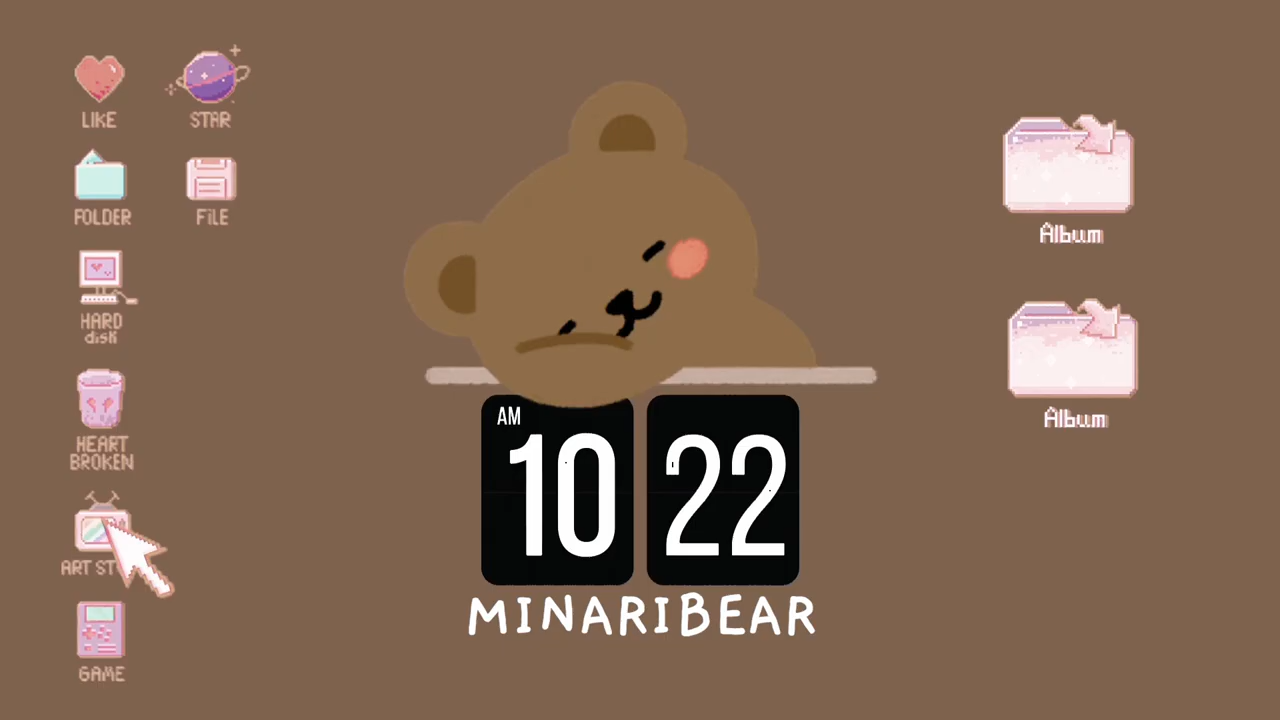 LIKE
STAR
FOLDER
FILE
HARD
disk
HEART
BROKEN
ART ST
GAME
AM
10 22
MINARIBEAR
Album
Album